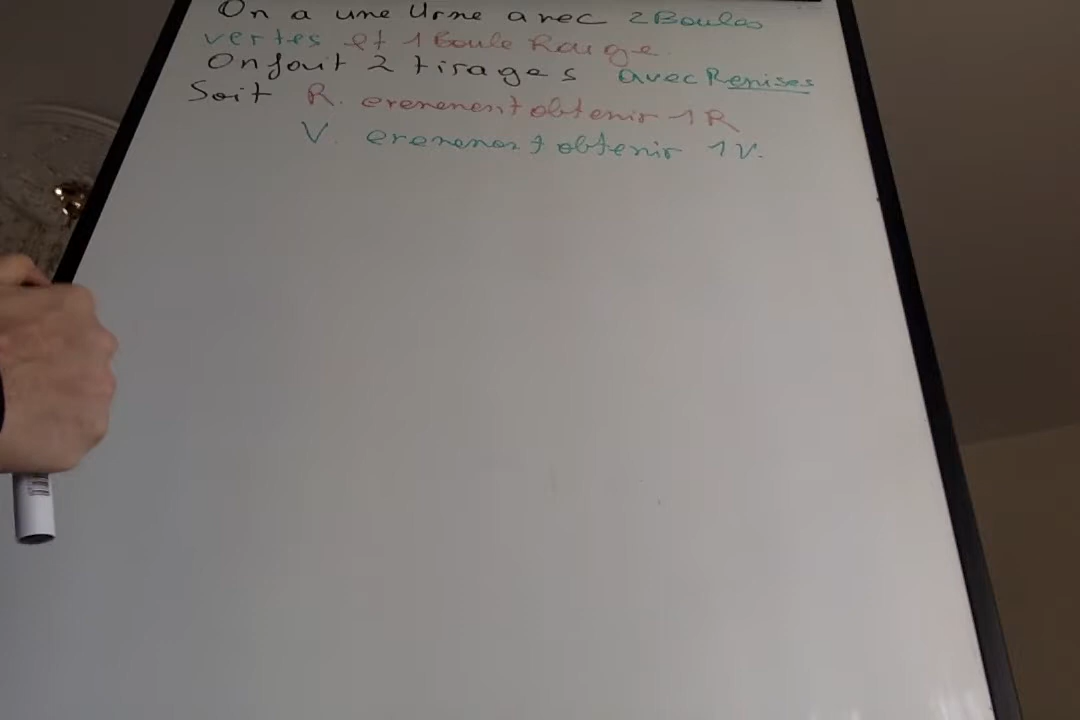 On a une Urne avec 2 Boules
vertes et 1 Boule Rouge.
On fait 2 tirages avec Remises
Soit R. evenement obtenir 1 R
V. evenement obtenir 1 V.